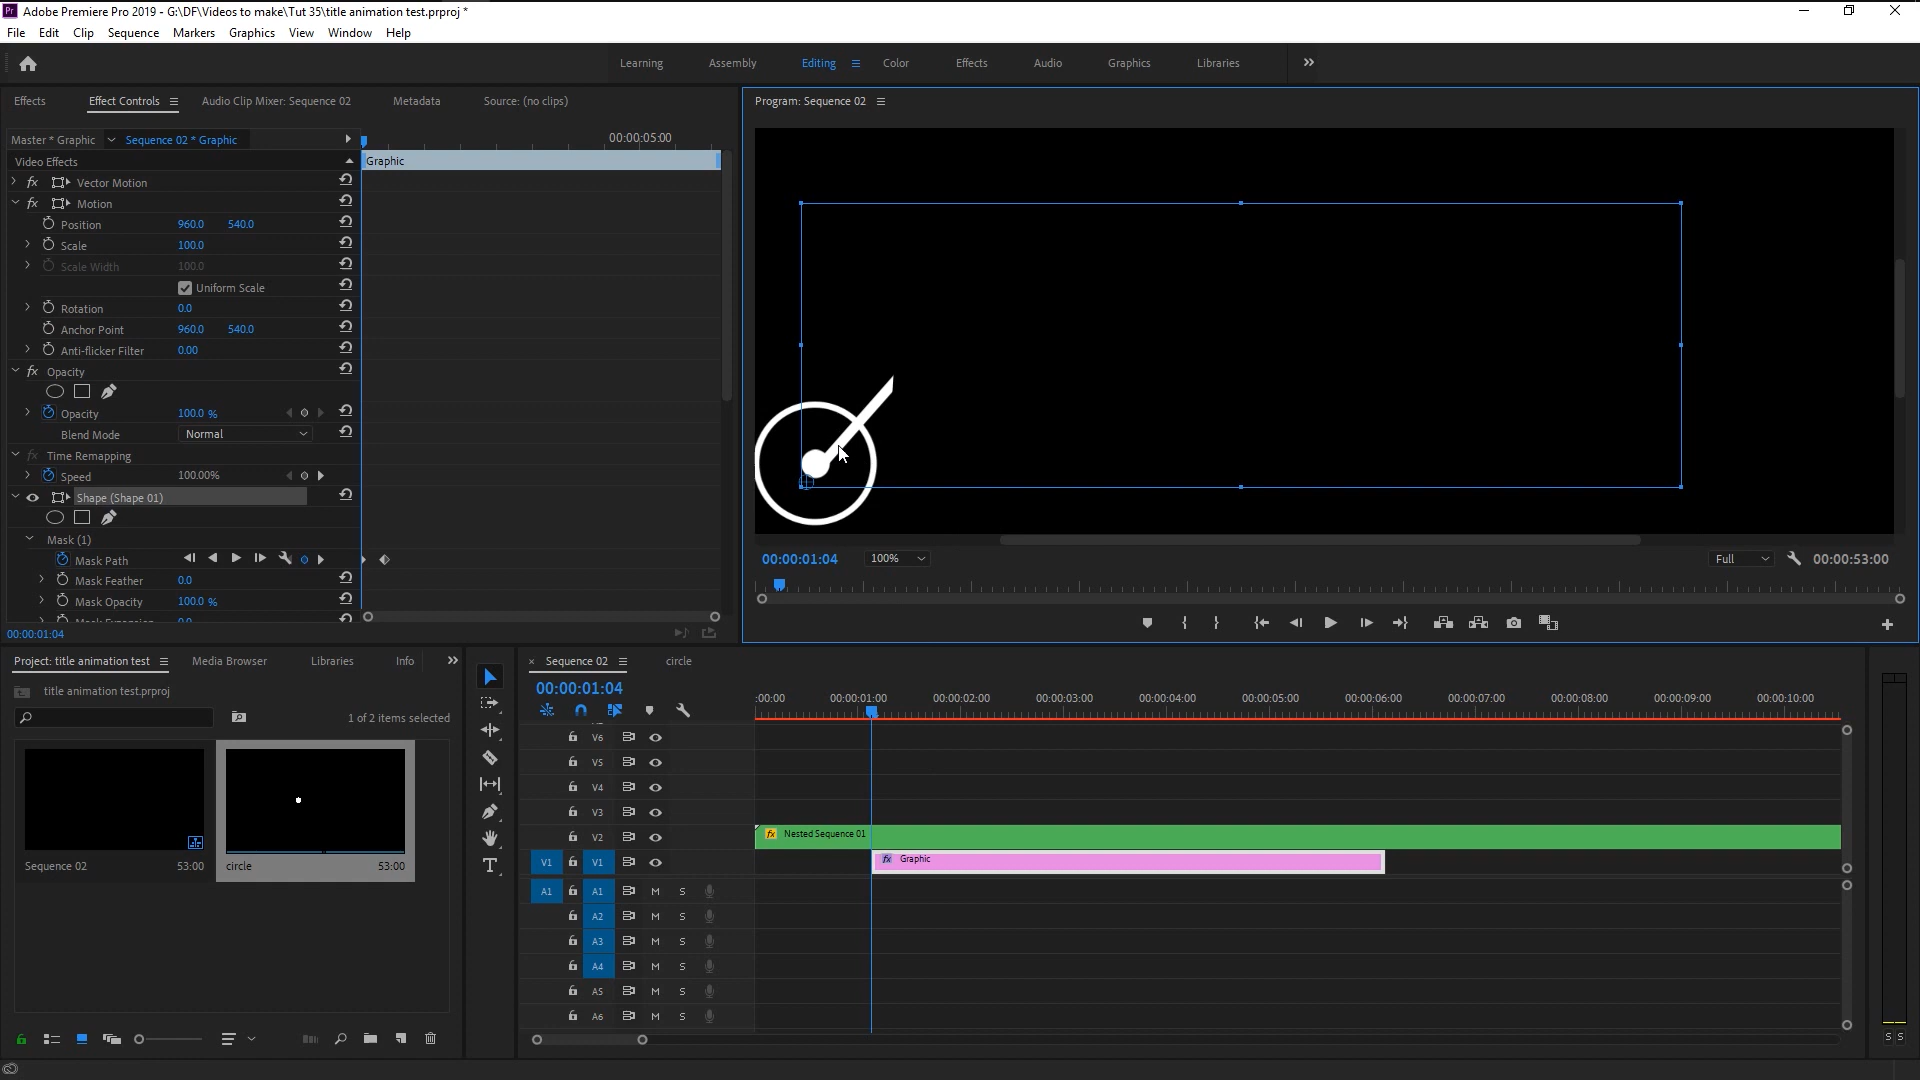 Pr Adobe Premiere Pro 2019 - G:\DF\Videos to make\Tut 35\title animation test.prproj *
File Edit Clip Sequence Markers Graphics View Window Help
Learning Assembly Editing Color Effects Audio Graphics Libraries
Effects Effect Controls Audio Clip Mixer: Sequence 02 Metadata Source: (no clips)
Program: Sequence 02
Master * Graphic Sequence 02 * Graphic 00:00:05:00
Video Effects Graphic
fx Vector Motion
fx Motion
Position 960.0 540.0
Scale 100.0
Scale Width 100.0
Uniform Scale
Rotation 0.0
Anchor Point 960.0 540.0
Anti-flicker Filter 0.00
fx Opacity
Opacity 100.0 %
Blend Mode Normal
fx Time Remapping
Speed 100.00%
Shape (Shape 01)
Mask (1)
Mask Path
Mask Feather 0.0
Mask Opacity 100.0 %
Mask Expansion 0.0
00:00:01:04
00:00:01:04 100% Full 00:00:53:00
Project: title animation test Media Browser Libraries Info
title animation test.prproj
1 of 2 items selected
Sequence 02 53:00
circle 53:00
Sequence 02 circle
00:00:01:04
:00:00 00:00:01:00 00:00:02:00 00:00:03:00 00:00:04:00 00:00:05:00 00:00:06:00 00:00:07:00 00:00:08:00 00:00:09:00 00:00:10:00
V6
V5
V4
V3
V2 fx Nested Sequence 01
V1 V1 fx Graphic
A1 A1 M S
A2 M S
A3 M S
A4 M S
A5 M S
A6 M S
S S